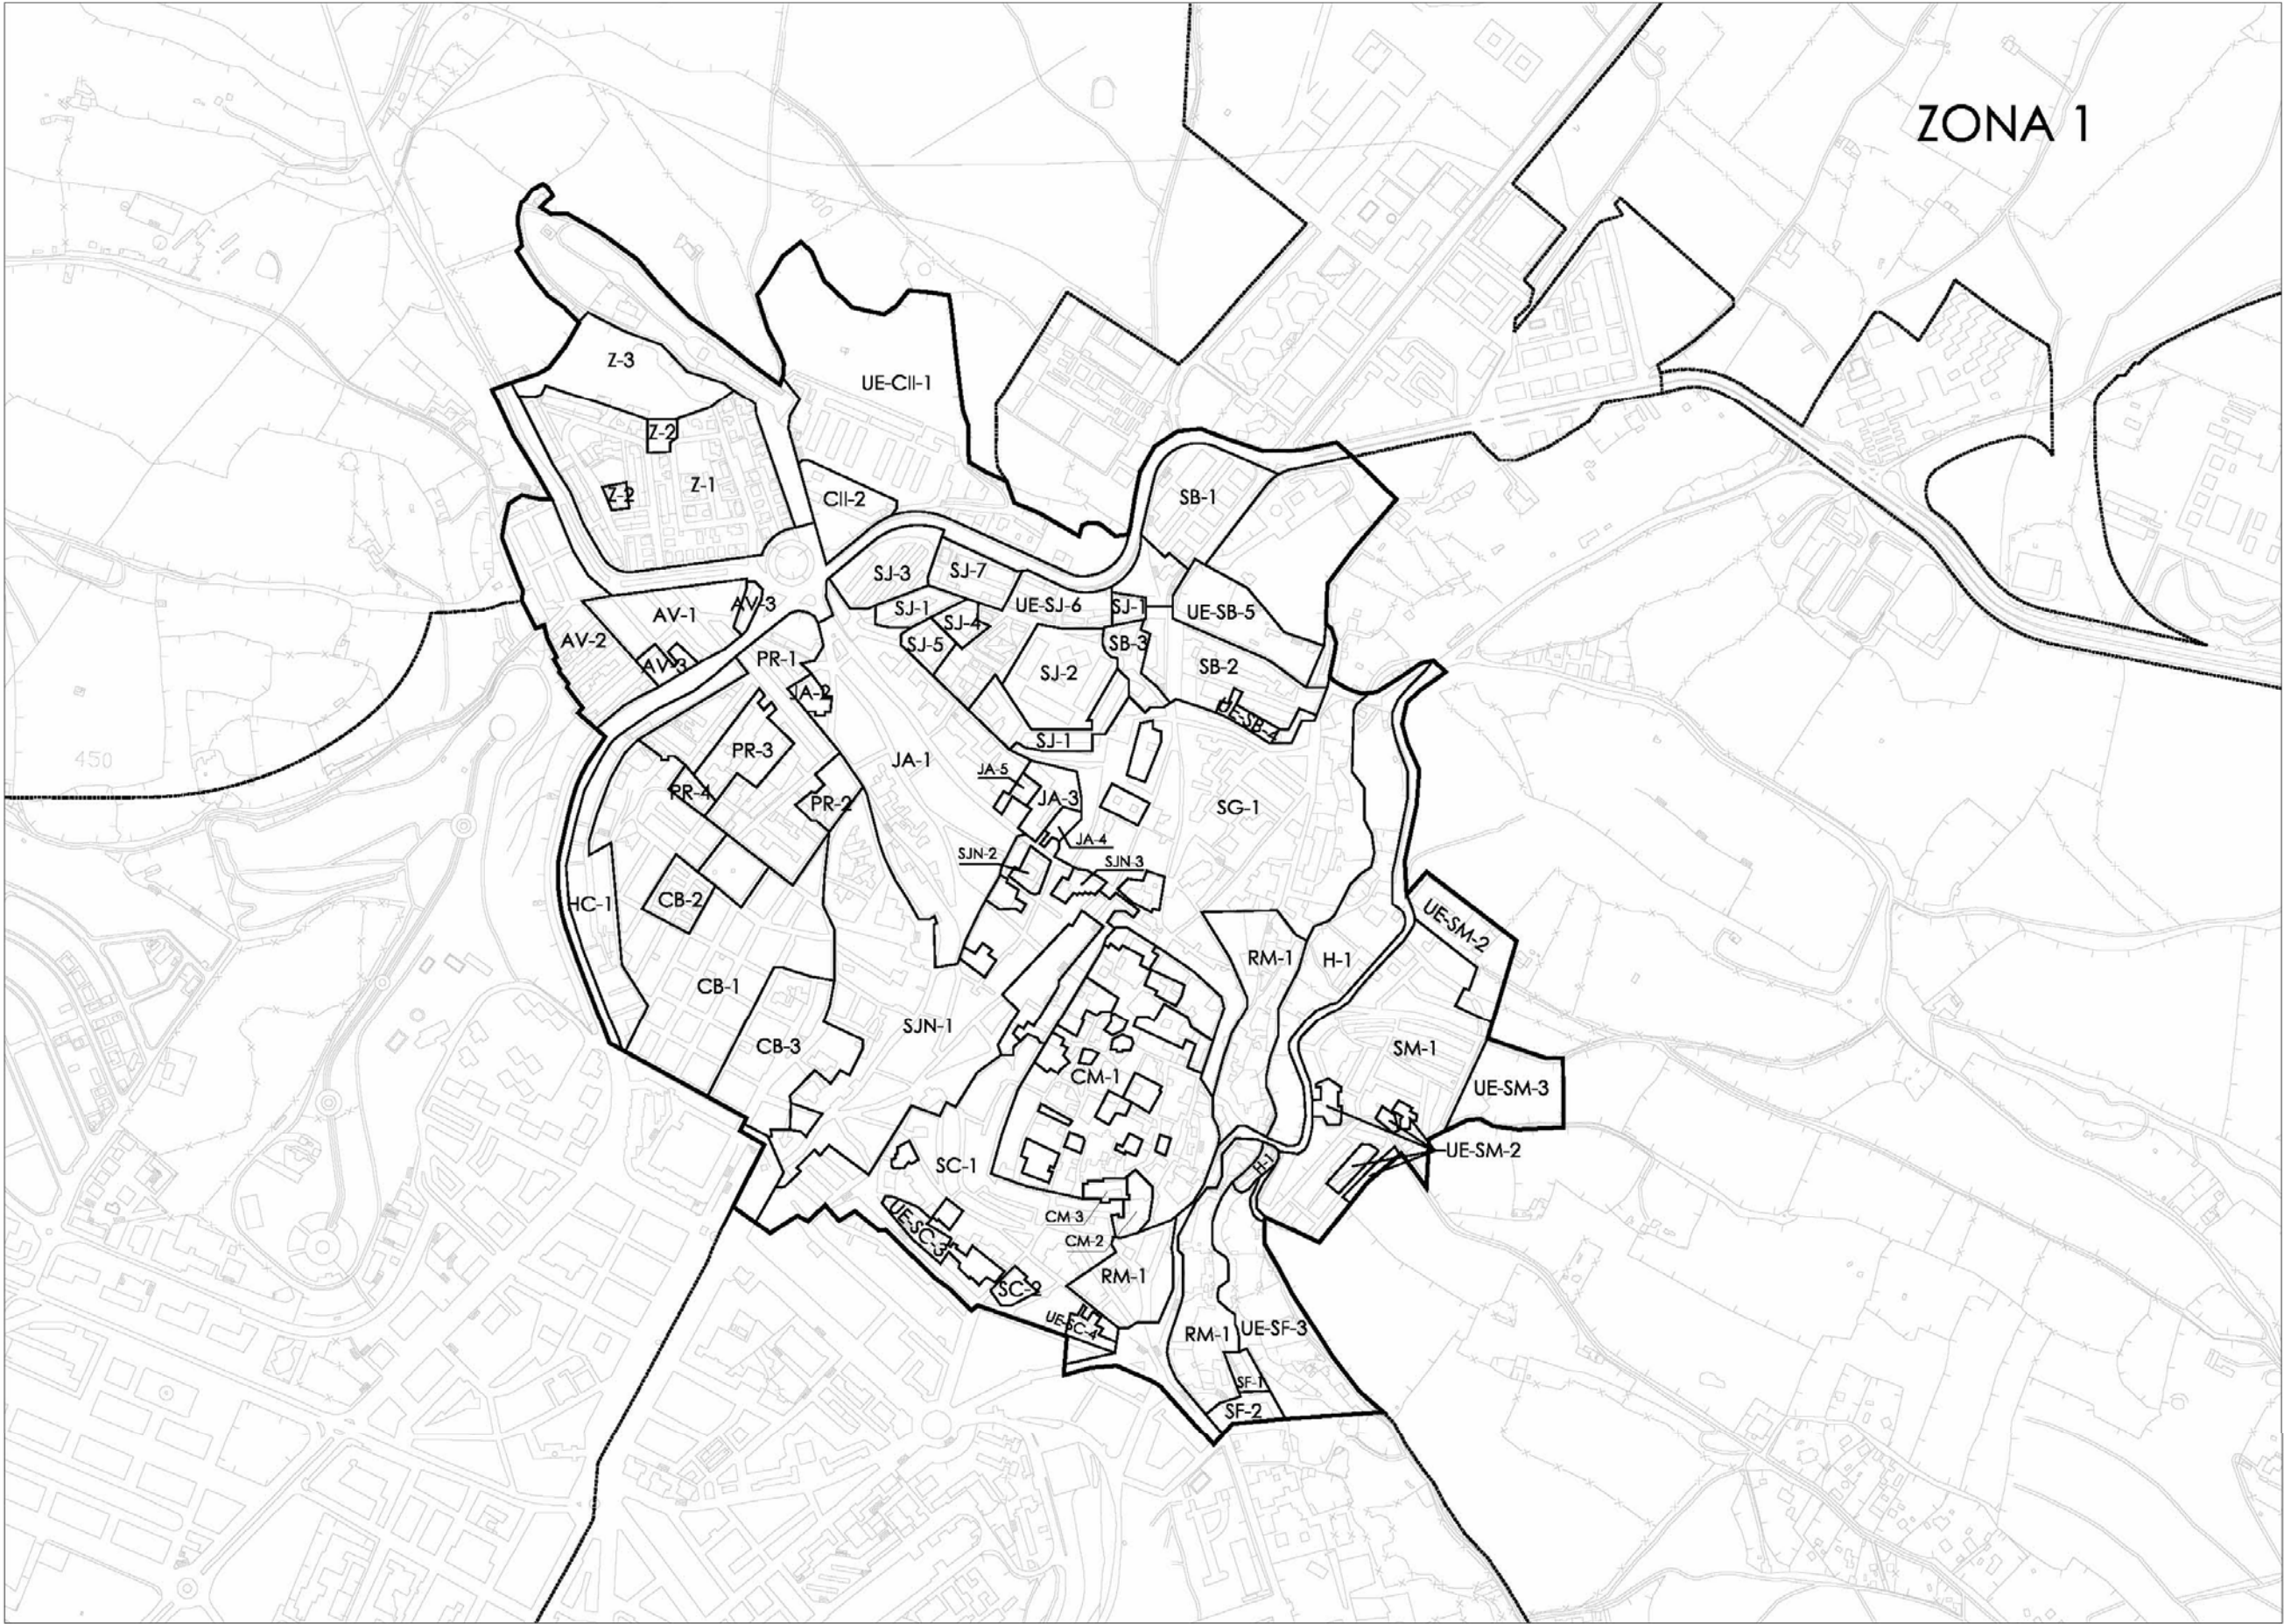 ZONA 1
400
Z-3
UE-CII-1
Z-2
Z-2
Z-1
CII-2
SB-1
SJ-3
SJ-7
AV-1
AV-3
SJ-1
UE-SJ-6
SJ-1
UE-SB-5
AV-2
SJ-4
SJ-5
SB-3
AV-3
PR-1
SJ-2
SB-2
JA-2
UE-SB-4
PR-3
SJ-1
450
JA-1
JA-5
PR-4
PR-2
JA-3
SG-1
JA-4
SJN-2
SJN-3
HC-1
CB-2
UE-SM-2
RM-1
H-1
CB-1
SJN-1
CB-3
CM-1
SM-1
UE-SM-3
UE-SM-2
SC-1
H-1
CM-3
UE-SC-3
CM-2
RM-1
SC-2
UE-SC-4
RM-1
UE-SF-3
SF-1
SF-2